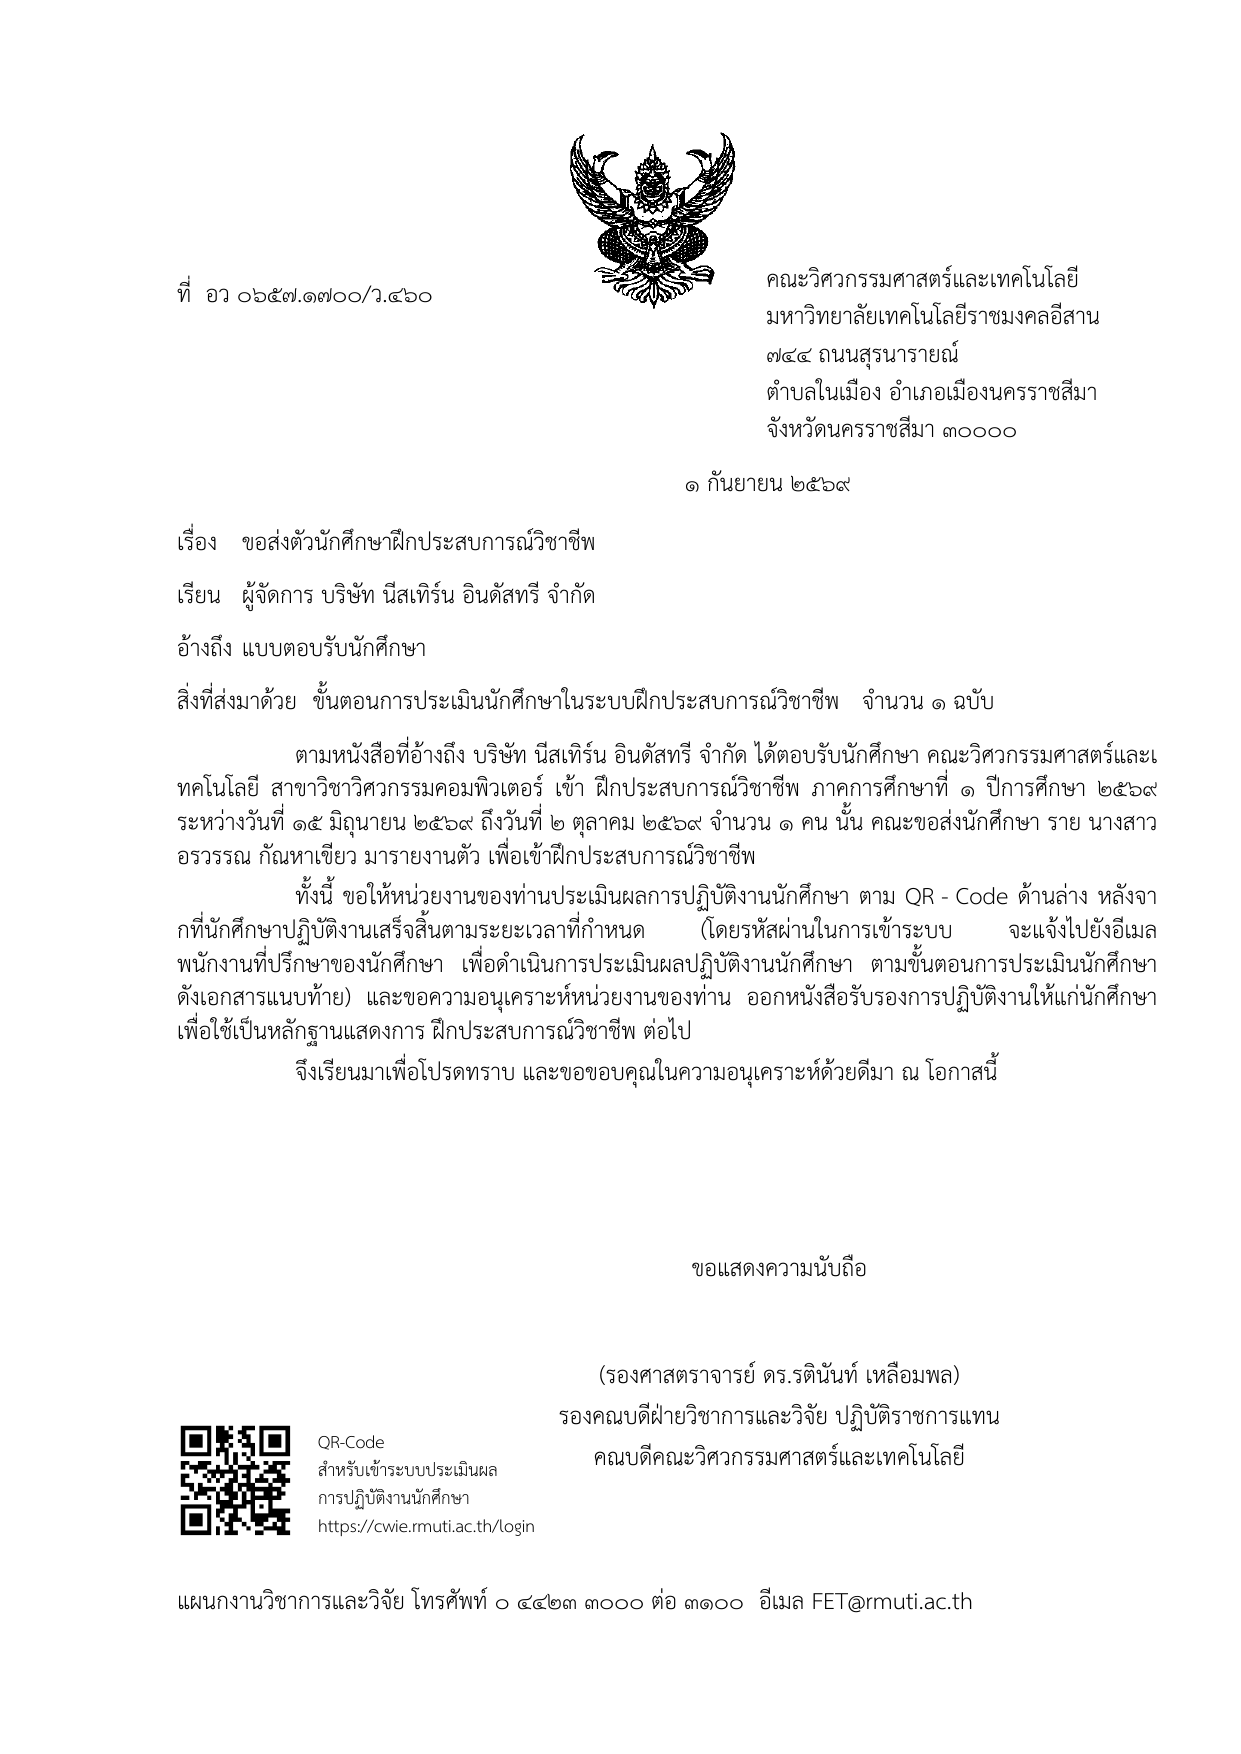 ที่ อว ๐๖๕๗.๑๗๐๐/ว.๔๖๐
คณะวิศวกรรมศาสตร์และเทคโนโลยี
มหาวิทยาลัยเทคโนโลยีราชมงคลอีสาน
๗๔๔ ถนนสุรนารายณ์
ตำบลในเมือง อำเภอเมืองนครราชสีมา
จังหวัดนครราชสีมา ๓๐๐๐๐
๑ กันยายน ๒๕๖๙
เรื่อง ขอส่งตัวนักศึกษาฝึกประสบการณ์วิชาชีพ
เรียน ผู้จัดการ บริษัท นีสเทิร์น อินดัสทรี จำกัด
อ้างถึง แบบตอบรับนักศึกษา
สิ่งที่ส่งมาด้วย ขั้นตอนการประเมินนักศึกษาในระบบฝึกประสบการณ์วิชาชีพ จำนวน ๑ ฉบับ
ตามหนังสือที่อ้างถึง บริษัท นีสเทิร์น อินดัสทรี จำกัด ได้ตอบรับนักศึกษา คณะวิศวกรรมศาสตร์และเ
ทคโนโลยี สาขาวิชาวิศวกรรมคอมพิวเตอร์ เข้า ฝึกประสบการณ์วิชาชีพ ภาคการศึกษาที่ ๑ ปีการศึกษา ๒๕๖๙
ระหว่างวันที่ ๑๕ มิถุนายน ๒๕๖๙ ถึงวันที่ ๒ ตุลาคม ๒๕๖๙ จำนวน ๑ คน นั้น คณะขอส่งนักศึกษา ราย นางสาว
อรวรรณ กัณหาเขียว มารายงานตัว เพื่อเข้าฝึกประสบการณ์วิชาชีพ
ทั้งนี้ ขอให้หน่วยงานของท่านประเมินผลการปฏิบัติงานนักศึกษา ตาม QR - Code ด้านล่าง หลังจา
กที่นักศึกษาปฏิบัติงานเสร็จสิ้นตามระยะเวลาที่กำหนด (โดยรหัสผ่านในการเข้าระบบ จะแจ้งไปยังอีเมล
พนักงานที่ปรึกษาของนักศึกษา เพื่อดำเนินการประเมินผลปฏิบัติงานนักศึกษา ตามขั้นตอนการประเมินนักศึกษา
ดังเอกสารแนบท้าย) และขอความอนุเคราะห์หน่วยงานของท่าน ออกหนังสือรับรองการปฏิบัติงานให้แก่นักศึกษา
เพื่อใช้เป็นหลักฐานแสดงการ ฝึกประสบการณ์วิชาชีพ ต่อไป
จึงเรียนมาเพื่อโปรดทราบ และขอขอบคุณในความอนุเคราะห์ด้วยดีมา ณ โอกาสนี้
ขอแสดงความนับถือ
(รองศาสตราจารย์ ดร.รตินันท์ เหลือมพล)
รองคณบดีฝ่ายวิชาการและวิจัย ปฏิบัติราชการแทน
คณบดีคณะวิศวกรรมศาสตร์และเทคโนโลยี
QR-Code
สำหรับเข้าระบบประเมินผล
การปฏิบัติงานนักศึกษา
https://cwie.rmuti.ac.th/login
แผนกงานวิชาการและวิจัย โทรศัพท์ ๐ ๔๔๒๓ ๓๐๐๐ ต่อ ๓๑๐๐ อีเมล FET@rmuti.ac.th